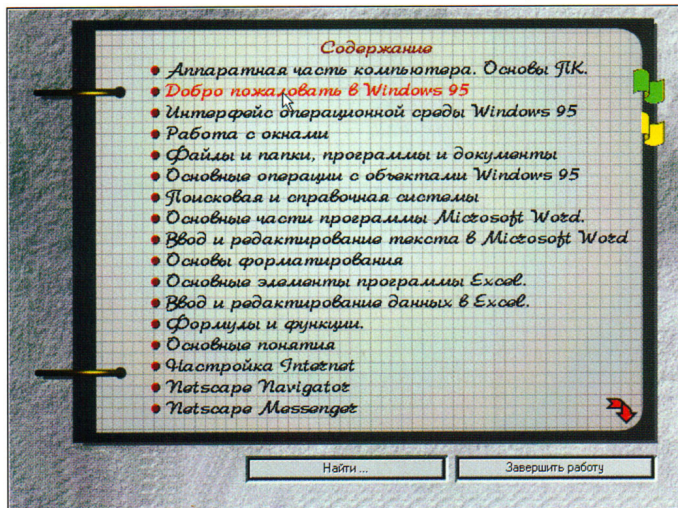 Содержание
Аппаратная часть компьютера. Основы ПК.
Добро пожаловать в Windows 95
Интерфейс операционной среды Windows 95
Работа с окнами
Файлы и папки, программы и документы
Основные операции с объектами Windows 95
Поисковая и справочная системы
Основные части программы Microsoft Word.
Ввод и редактирование текста в Microsoft Word
Основы форматирования
Основные элементы программы Excel.
Ввод и редактирование данных в Excel.
Формулы и функции.
Основные понятия
Настройка Internet
Netscape Navigator
Netscape Messenger
Найти ...
Завершить работу